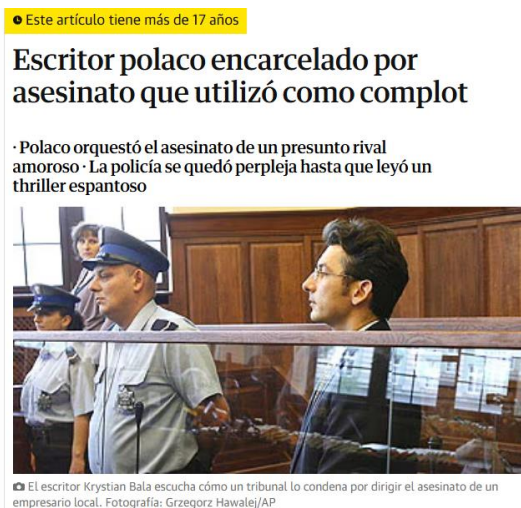 Este artículo tiene más de 17 años
Escritor polaco encarcelado por
asesinato que utilizó como complot
· Polaco orquestó el asesinato de un presunto rival
amoroso · La policía se quedó perpleja hasta que leyó un
thriller espantoso
El escritor Krystian Bala escucha cómo un tribunal lo condena por dirigir el asesinato de un
empresario local. Fotografía: Grzegorz Hawalej/AP